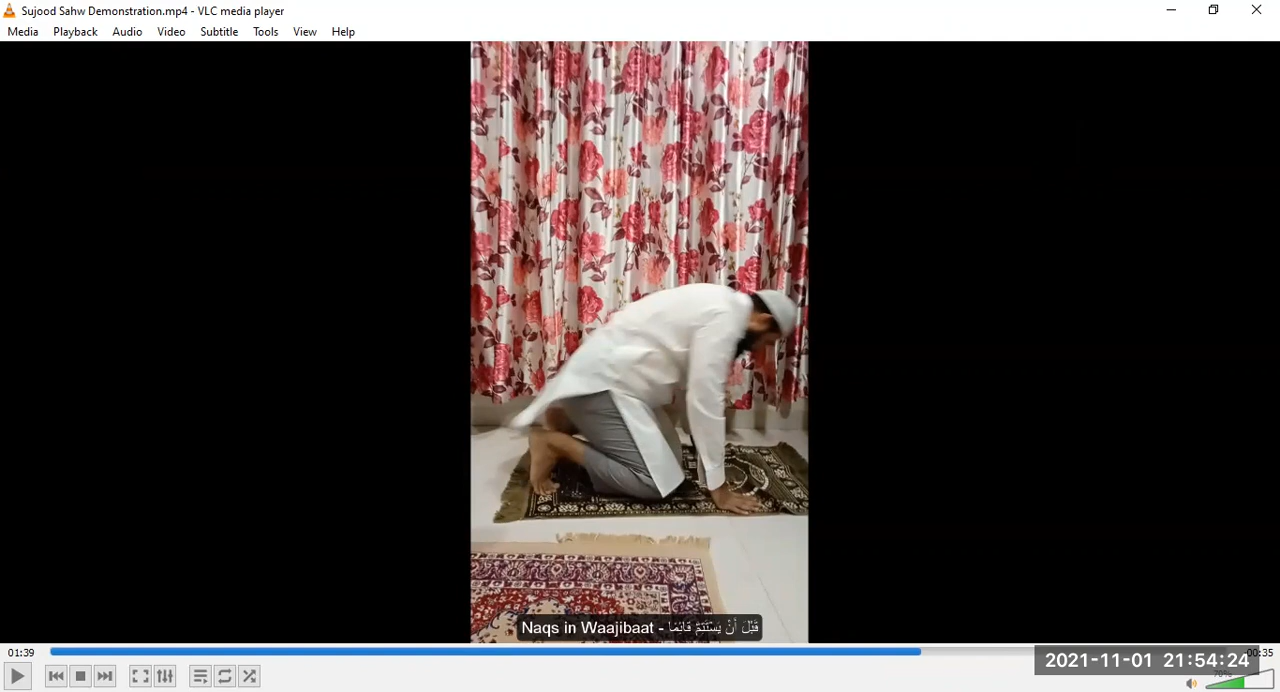 Sujood Sahw Demonstration.mp4 - VLC media player
Media Playback Audio Video Subtitle Tools View Help
Naqs in Waajibaat - قَبْلَ أَنْ يَسْتَتِمَّ قَائِمًا
01:39
00:35
2021-11-01 21:54:24
70%